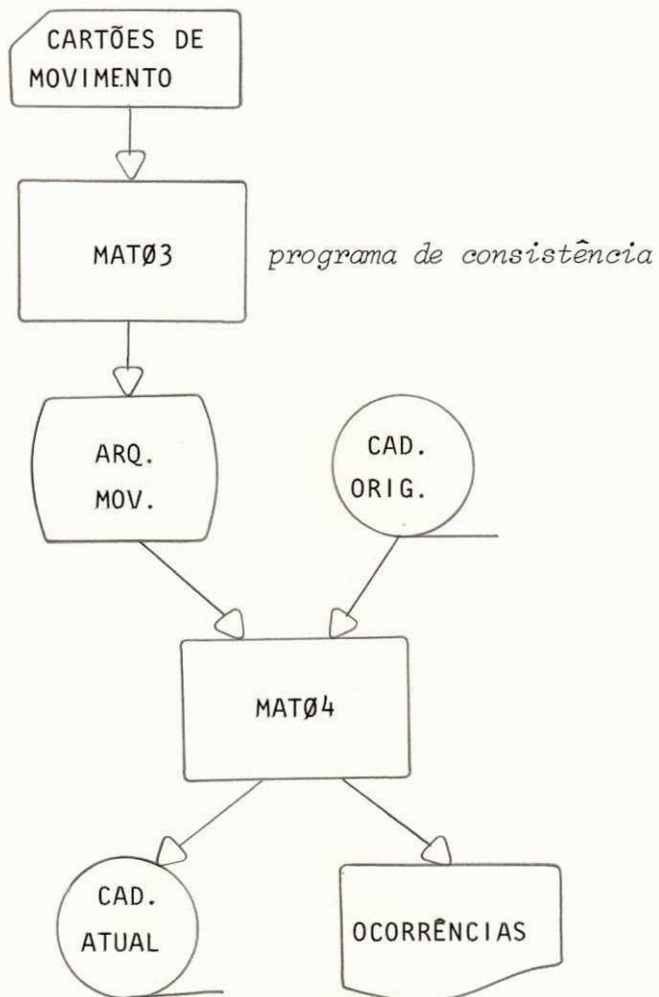 CARTÕES DE
MOVIMENTO
MATØ3
programa de consistência
ARQ.
MOV.
CAD.
ORIG.
MATØ4
CAD.
ATUAL
OCORRÊNCIAS